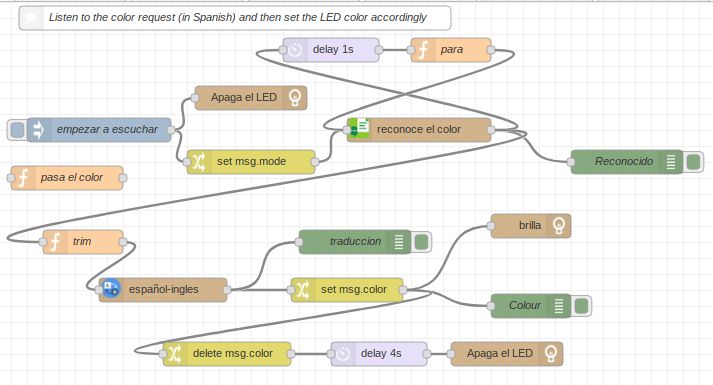 Listen to the color request (in Spanish) and then set the LED color accordingly
delay 1s
para
Apaga el LED
empezar a escuchar
reconoce el color
set msg.mode
Reconocido
pasa el color
brilla
trim
traduccion
español-ingles
set msg.color
Colour
delete msg.color
delay 4s
Apaga el LED